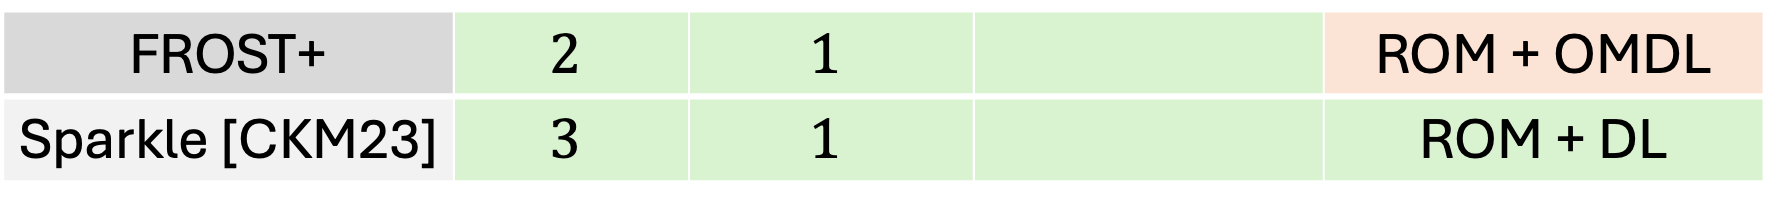 FROST+ 2 1 ROM + OMDL
Sparkle [CKM23] 3 1 ROM + DL